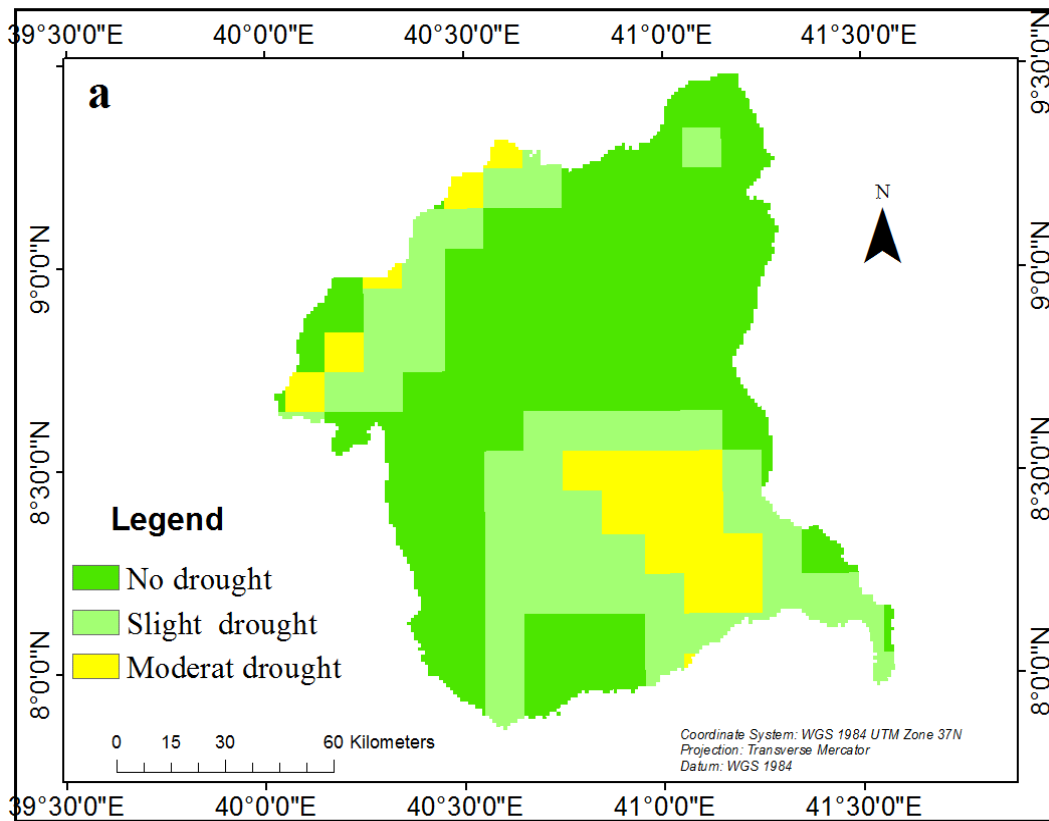 39°30'0"E 40°0'0"E 40°30'0"E 41°0'0"E 41°30'0"E
a
N
9°30'0"N
9°0'0"N
9°0'0"N
8°30'0"N
8°30'0"N
8°0'0"N
8°0'0"N
Legend
No drought
Slight drought
Moderat drought
0 15 30 60 Kilometers
Coordinate System: WGS 1984 UTM Zone 37N
Projection: Transverse Mercator
Datum: WGS 1984
39°30'0"E 40°0'0"E 40°30'0"E 41°0'0"E 41°30'0"E